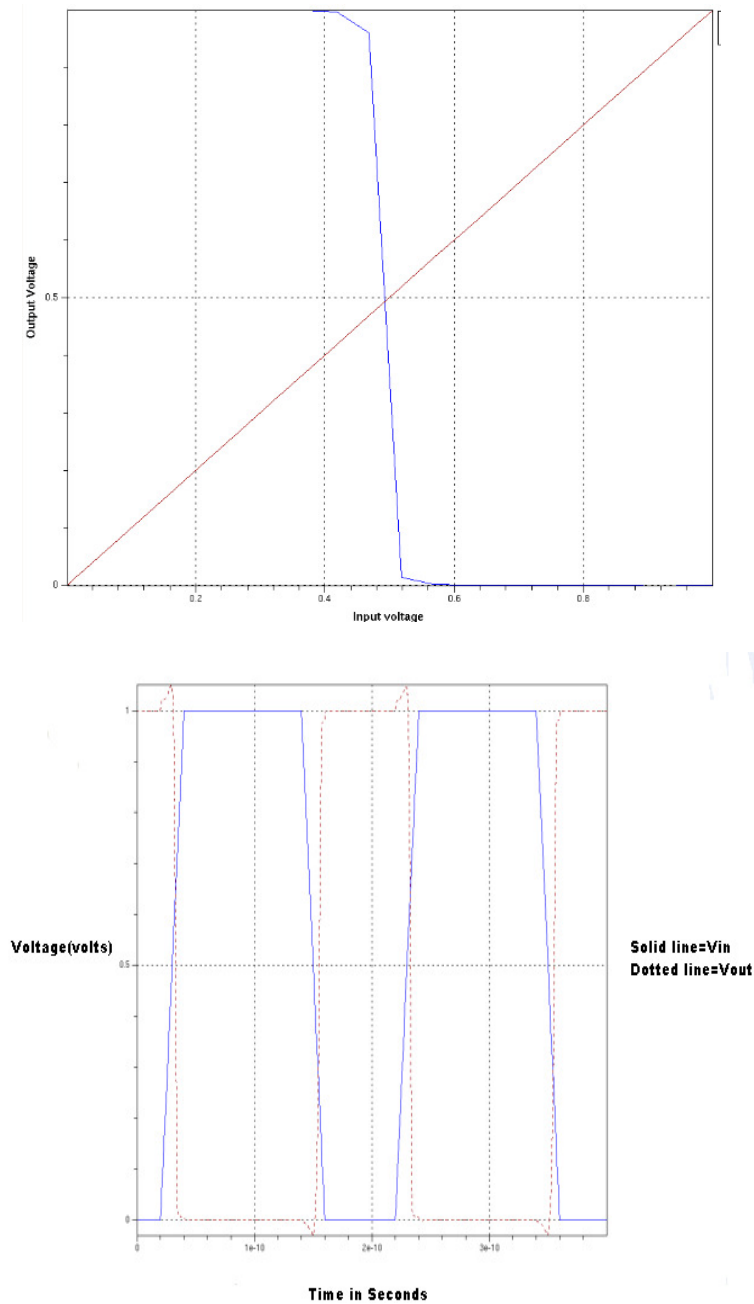 Output Voltage
0.5
0
0.2
0.4
0.6
0.8
Input voltage
1
Voltage(volts)
0.5
Solid line=Vin
Dotted line=Vout
0
0
1e-10
2e-10
3e-10
Time in Seconds